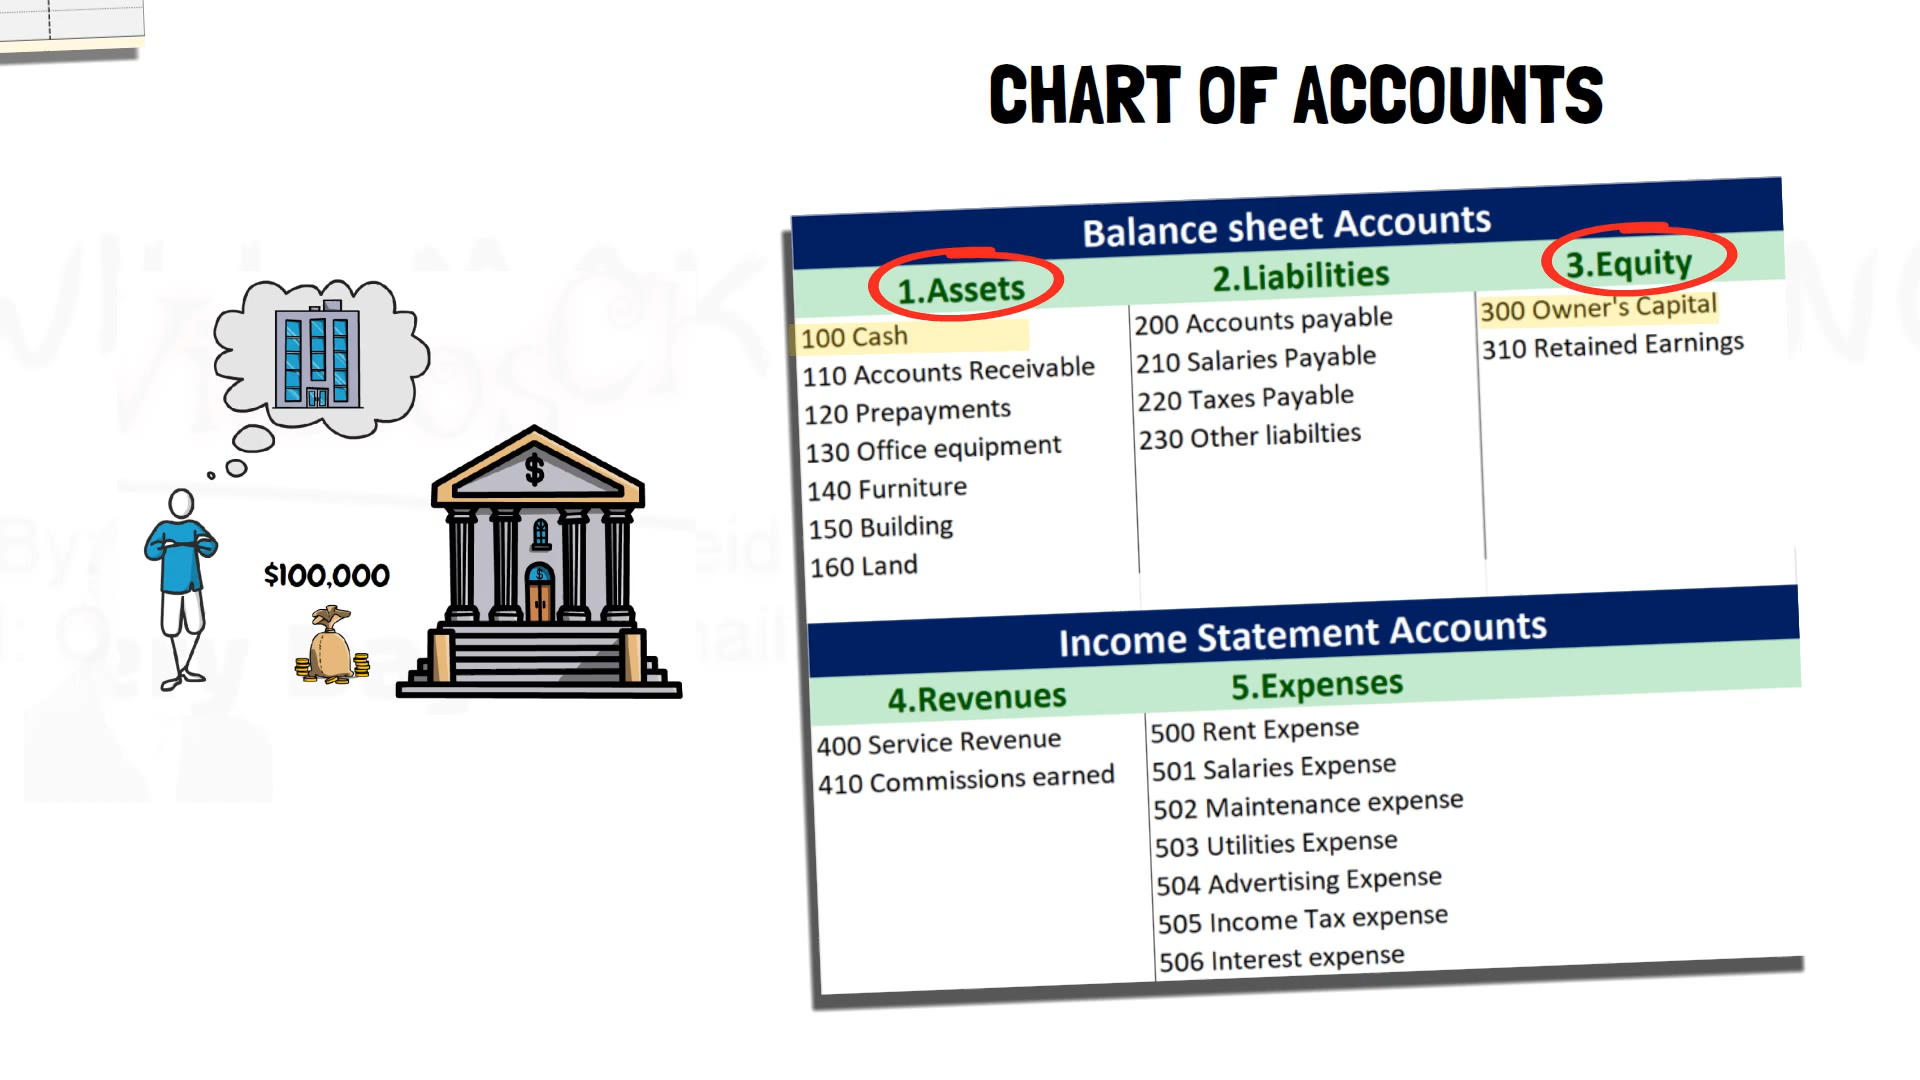 CHART OF ACCOUNTS
$100,000
$
$
Balance sheet Accounts
1.Assets
2.Liabilities
3.Equity
100 Cash
110 Accounts Receivable
120 Prepayments
130 Office equipment
140 Furniture
150 Building
160 Land
200 Accounts payable
210 Salaries Payable
220 Taxes Payable
230 Other liabilties
300 Owner's Capital
310 Retained Earnings
Income Statement Accounts
4.Revenues
5.Expenses
400 Service Revenue
410 Commissions earned
500 Rent Expense
501 Salaries Expense
502 Maintenance expense
503 Utilities Expense
504 Advertising Expense
505 Income Tax expense
506 Interest expense